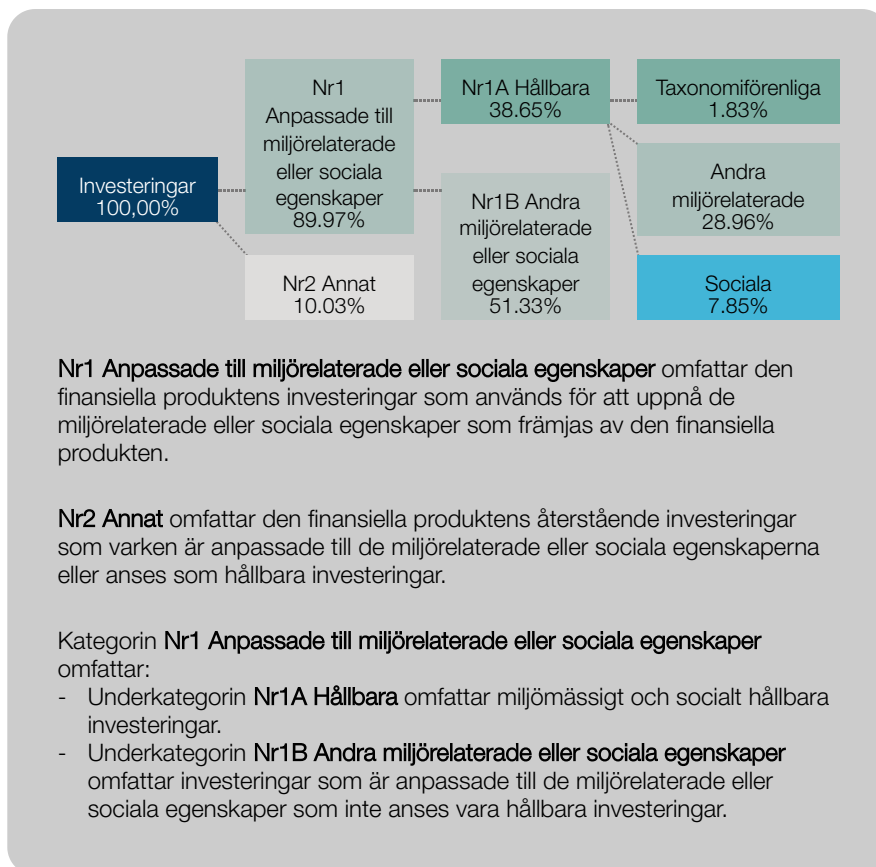 Investeringar
100,00%
Nr1
Anpassade till
miljörelaterade
eller sociala
egenskaper
89.97%
Nr2 Annat
10.03%
Nr1A Hållbara
38.65%
Nr1B Andra
miljörelaterade
eller sociala
egenskaper
51.33%
Taxonomiförenliga
1.83%
Andra
miljörelaterade
28.96%
Sociala
7.85%
Nr1 Anpassade till miljörelaterade eller sociala egenskaper omfattar den
finansiella produktens investeringar som används för att uppnå de
miljörelaterade eller sociala egenskaper som främjas av den finansiella
produkten.
Nr2 Annat omfattar den finansiella produktens återstående investeringar
som varken är anpassade till de miljörelaterade eller sociala egenskaperna
eller anses som hållbara investeringar.
Kategorin Nr1 Anpassade till miljörelaterade eller sociala egenskaper
omfattar:
- Underkategorin Nr1A Hållbara omfattar miljömässigt och socialt hållbara
investeringar.
- Underkategorin Nr1B Andra miljörelaterade eller sociala egenskaper
omfattar investeringar som är anpassade till de miljörelaterade eller
sociala egenskaper som inte anses vara hållbara investeringar.